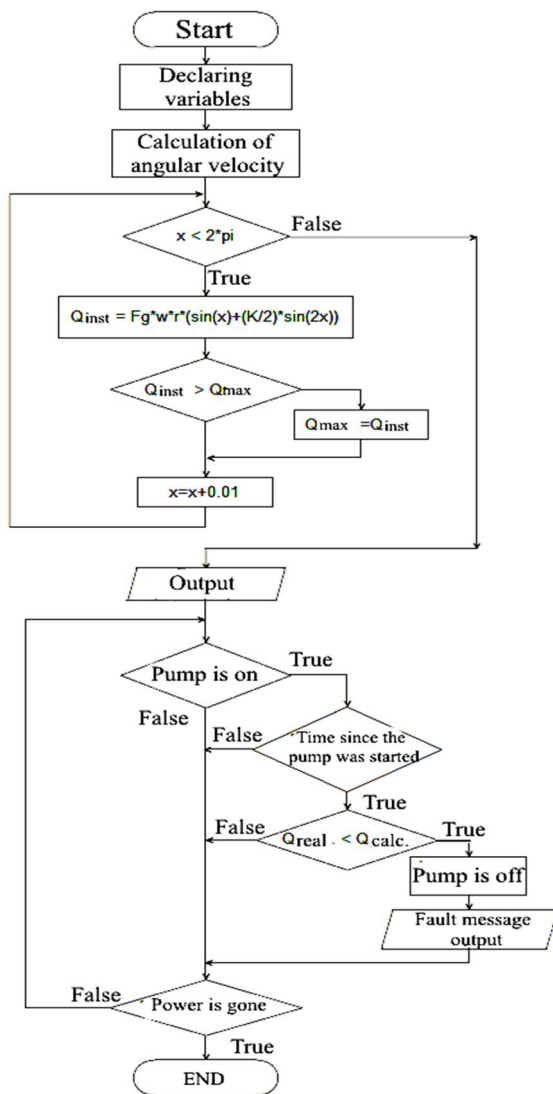 Start
Declaring
variables
Calculation of
angular velocity
x < 2*pi
False
True
Qinst = Fg*w*r*(sin(x)+(K/2)*sin(2x))
Qinst > Qmax
Qmax =Qinst
x=x+0.01
Output
Pump is on
True
False
False
Time since the
pump was started
True
False
Qreal . < Qcalc.
True
Pump is off
Fault message
output
False
Power is gone
True
END